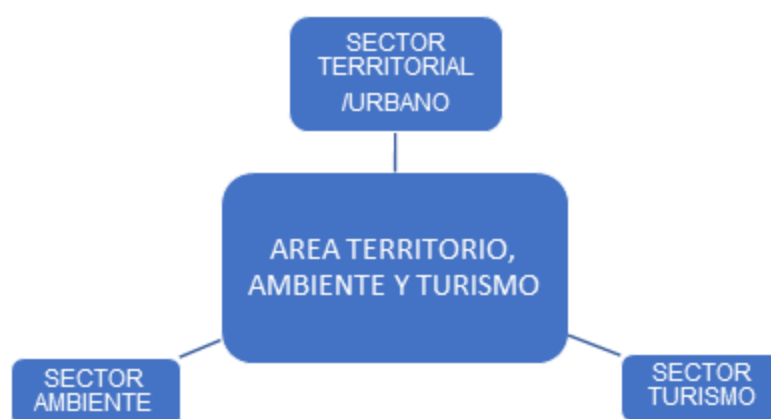 SECTOR
TERRITORIAL
/URBANO
AREA TERRITORIO,
AMBIENTE Y TURISMO
SECTOR
AMBIENTE
SECTOR
TURISMO